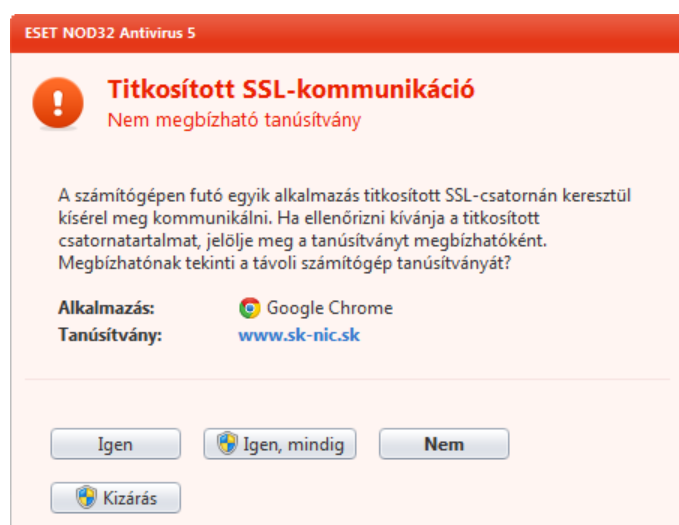 ESET NOD32 Antivirus 5
Titkosított SSL-kommunikáció
Nem megbízható tanúsítvány
A számítógépen futó egyik alkalmazás titkosított SSL-csatornán keresztül
kísérel meg kommunikálni. Ha ellenőrizni kívánja a titkosított
csatornatartalmat, jelölje meg a tanúsítványt megbízhatóként.
Megbízhatónak tekinti a távoli számítógép tanúsítványát?
Alkalmazás: Google Chrome
Tanúsítvány: www.sk-nic.sk
Igen Igen, mindig Nem
Kizárás